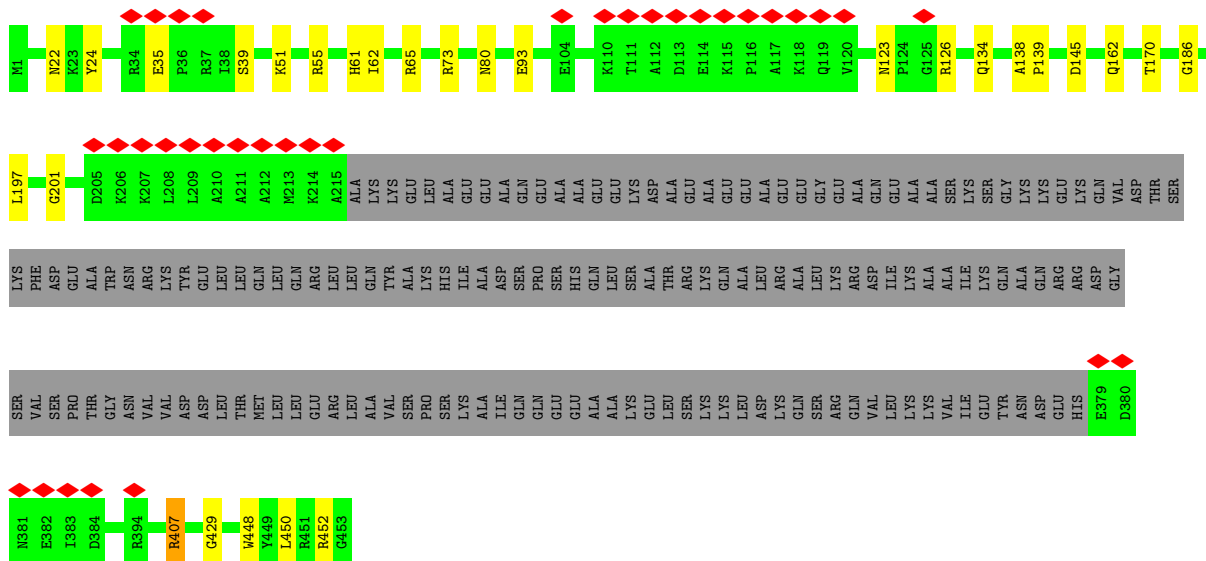 M1 N22 K23 Y24 R34 E35 P36 R37 I38 S39 K51 R55 H61 I62 R65 R73 N80 E93 E104 K110 T111 A112 D113 E114 K115 P116 A117 K118 Q119 V120 N123 P124 G125 R126 Q134 A138 P139 D145 Q162 T170 G186
L197 G201 D205 K206 K207 L208 L209 A210 A211 A212 M213 K214 A215 ALA LYS LYS GLU LEU ALA GLU GLU ALA GLN GLU ALA ALA GLU GLU LYS ASP ALA GLU ALA GLU GLU ALA GLU GLU GLY GLU ALA GLN GLU ALA ALA SER LYS SER GLY LYS LYS GLU LYS GLN VAL ASP THR SER
LYS PHE ASP GLU ALA TRP ASN ARG LYS TYR GLU LEU LEU GLN LEU GLN ARG LEU LEU GLN TYR ALA LYS HIS ILE ALA ASP SER PRO SER HIS GLN LEU SER ALA THR ARG LYS GLN ALA LEU ARG ALA LEU LYS ARG ASP ILE LYS ALA ALA ILE LYS GLN ALA GLN ARG ARG ASP GLY
SER VAL SER PRO THR GLY ASN VAL VAL ASP ASP LEU THR MET LEU LEU GLU ARG LEU ALA VAL SER PRO SER LYS ALA ILE GLN GLN GLU GLU ALA ALA LYS GLU LEU SER LYS LYS LEU ASP LYS GLN SER ARG GLN VAL LEU LYS LYS VAL ILE GLU TYR ASN ASP GLU HIS E379 D380
N381 E382 I383 D384 R394 R407 G429 W448 Y449 L450 R451 R452 G453